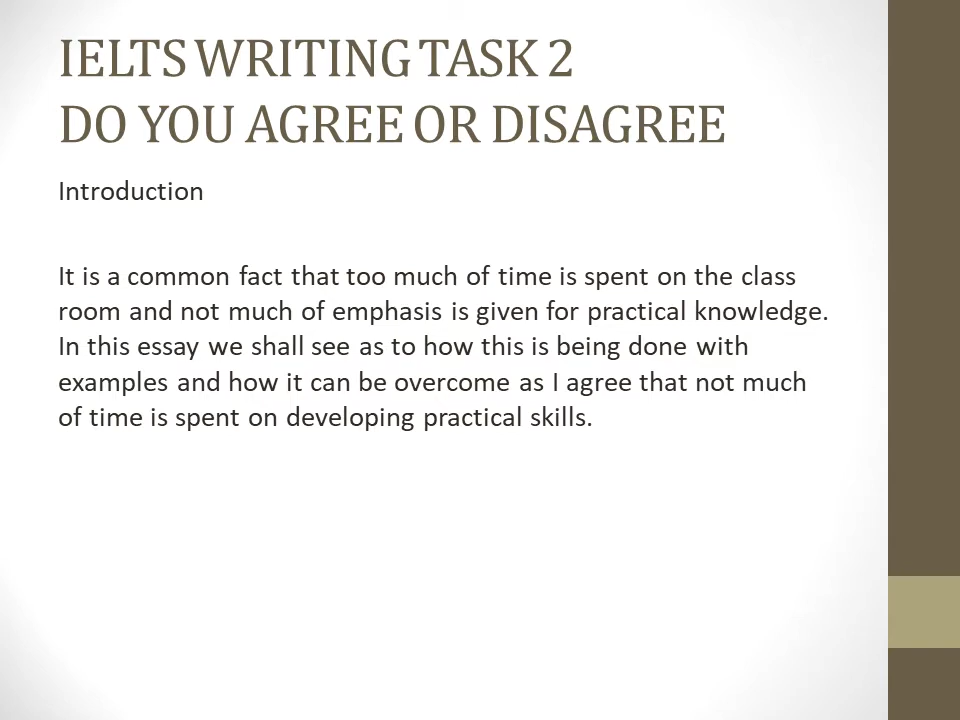 IELTS WRITING TASK 2
DO YOU AGREE OR DISAGREE
Introduction
It is a common fact that too much of time is spent on the class
room and not much of emphasis is given for practical knowledge.
In this essay we shall see as to how this is being done with
examples and how it can be overcome as I agree that not much
of time is spent on developing practical skills.